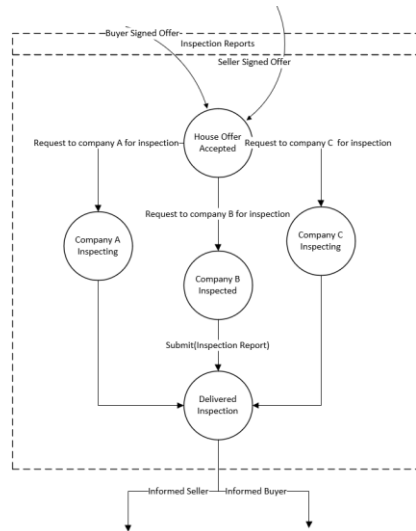 Buyer Signed Offer
Inspection Reports
Seller Signed Offer
House Offer
Accepted
Request to company A for inspection
Request to company C  for inspection
Request to company B for inspection
Company A
Inspecting
Company C
Inspecting
Company B
Inspected
Submit(Inspection Report)
Delivered
Inspection
Informed Seller
Informed Buyer